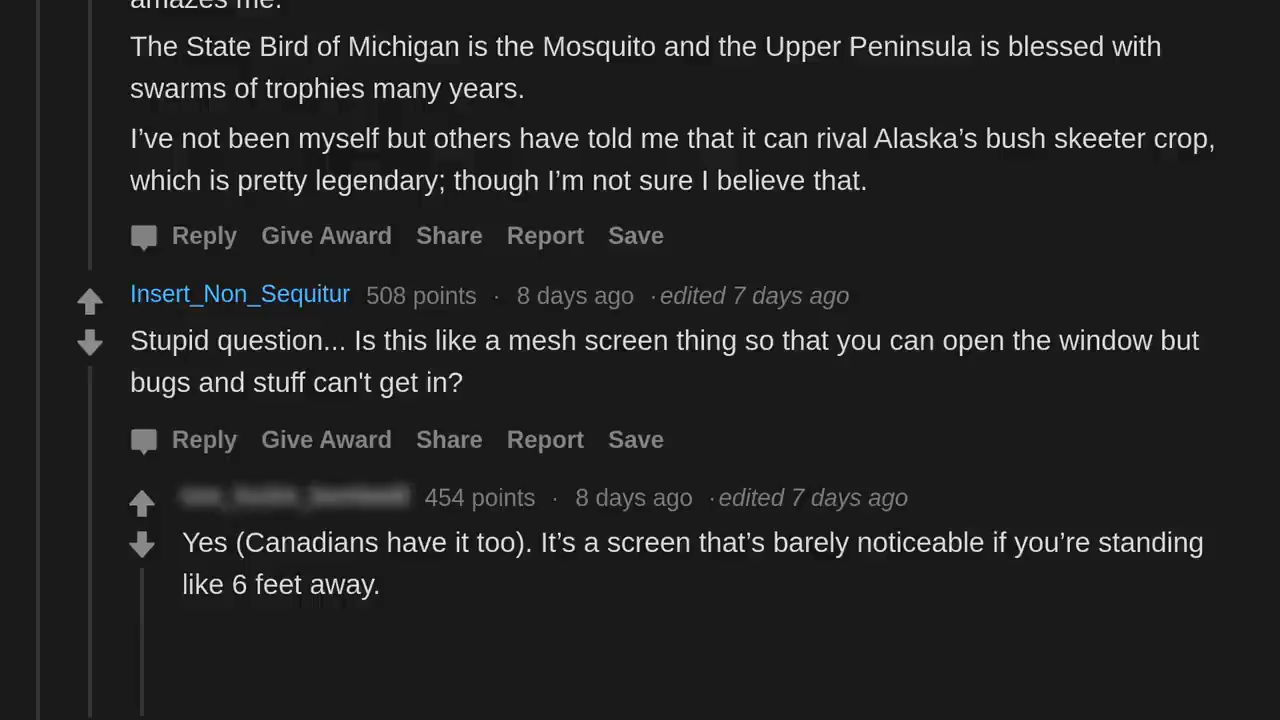 amazes me.
The State Bird of Michigan is the Mosquito and the Upper Peninsula is blessed with
swarms of trophies many years.
I’ve not been myself but others have told me that it can rival Alaska’s bush skeeter crop,
which is pretty legendary; though I’m not sure I believe that.
Reply Give Award Share Report Save
Insert_Non_Sequitur 508 points · 8 days ago · edited 7 days ago
Stupid question... Is this like a mesh screen thing so that you can open the window but
bugs and stuff can't get in?
Reply Give Award Share Report Save
454 points · 8 days ago · edited 7 days ago
Yes (Canadians have it too). It’s a screen that’s barely noticeable if you’re standing
like 6 feet away.